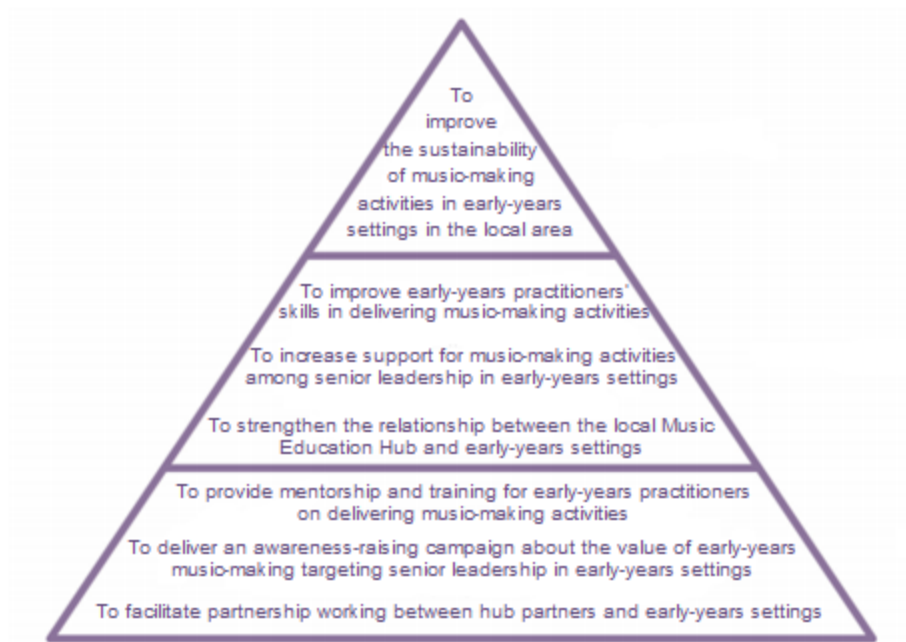 To
improve
the sustainability
of music-making
activities in early-years
settings in the local area
To improve early-years practitioners'
skills in delivering music-making activities
To increase support for music-making activities
among senior leadership in early-years settings
To strengthen the relationship between the local Music
Education Hub and early-years settings
To provide mentorship and training for early-years practitioners
on delivering music-making activities
To deliver an awareness-raising campaign about the value of early-years
music-making targeting senior leadership in early-years settings
To facilitate partnership working between hub partners and early-years settings